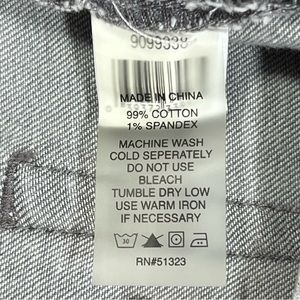 9099338
MADE IN CHINA
99% COTTON
1% SPANDEX
MACHINE WASH
COLD SEPERATELY
DO NOT USE
BLEACH
TUMBLE DRY LOW
USE WARM IRON
IF NECESSARY
30
RN#51323